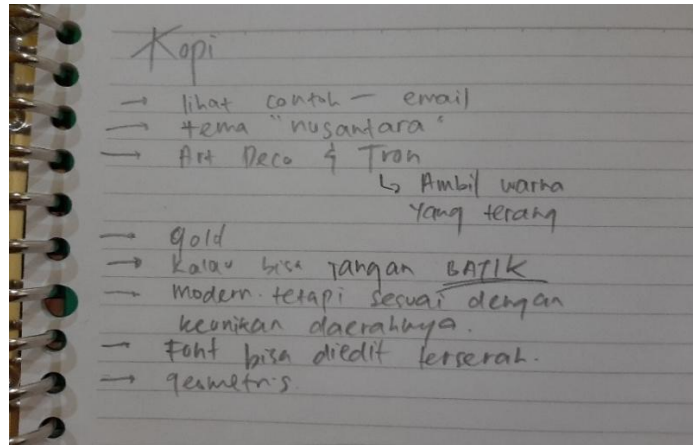 Kopi
→ lihat contoh - email
→ tema "nusantara"
→ Art Deco & Tron
↳ Ambil warna
yang terang
→ gold
→ kalau bisa jangan BATIK
→ modern tetapi sesuai dengan
keunikan daerahnya.
→ Font bisa diedit terserah.
→ geometris.